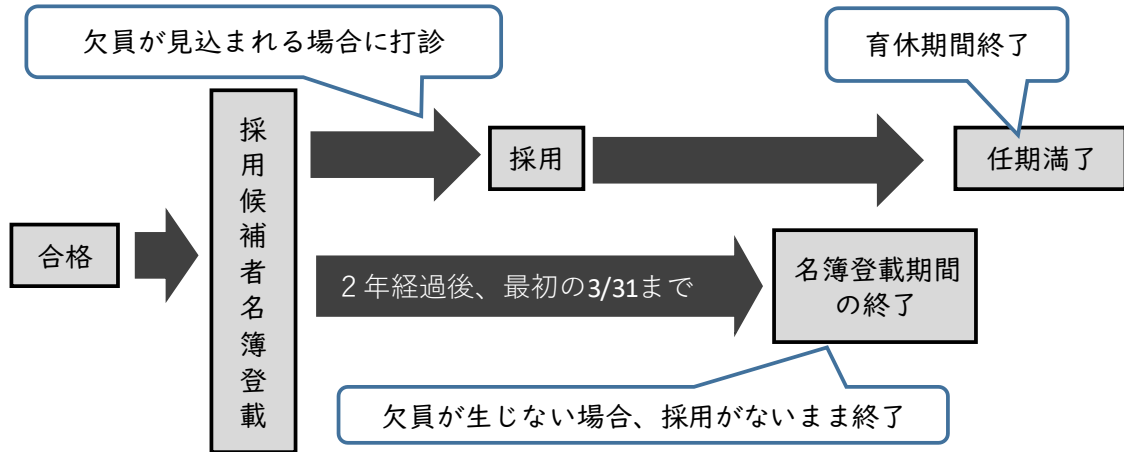 欠員が見込まれる場合に打診
育休期間終了
合格
採用候補者名簿登載
採用
任期満了
２年経過後、最初の3/31まで
名簿登載期間
の終了
欠員が生じない場合、採用がないまま終了